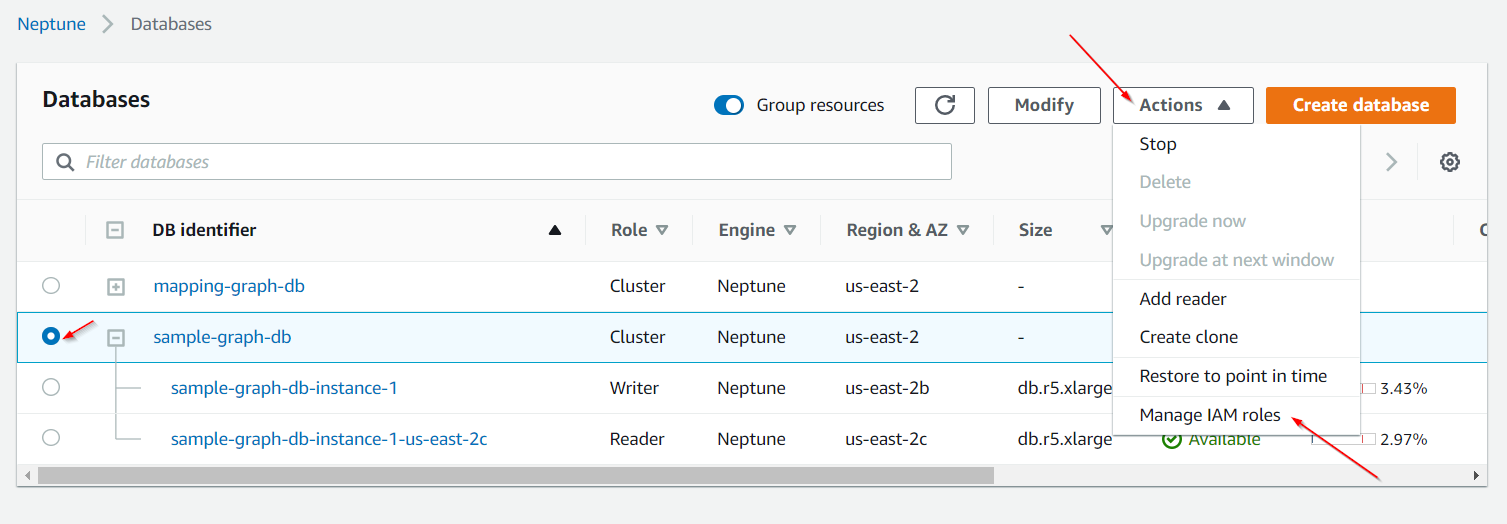 Neptune > Databases
Databases
Group resources
Modify
Actions
Create database
Filter databases
Stop
Delete
Upgrade now
Upgrade at next window
Add reader
Create clone
Restore to point in time
Manage IAM roles
DB identifier Role Engine Region & AZ Size
mapping-graph-db Cluster Neptune us-east-2 -
sample-graph-db Cluster Neptune us-east-2 -
sample-graph-db-instance-1 Writer Neptune us-east-2b db.r5.xlarge 3.43%
sample-graph-db-instance-1-us-east-2c Reader Neptune us-east-2c db.r5.xlarge Available 2.97%